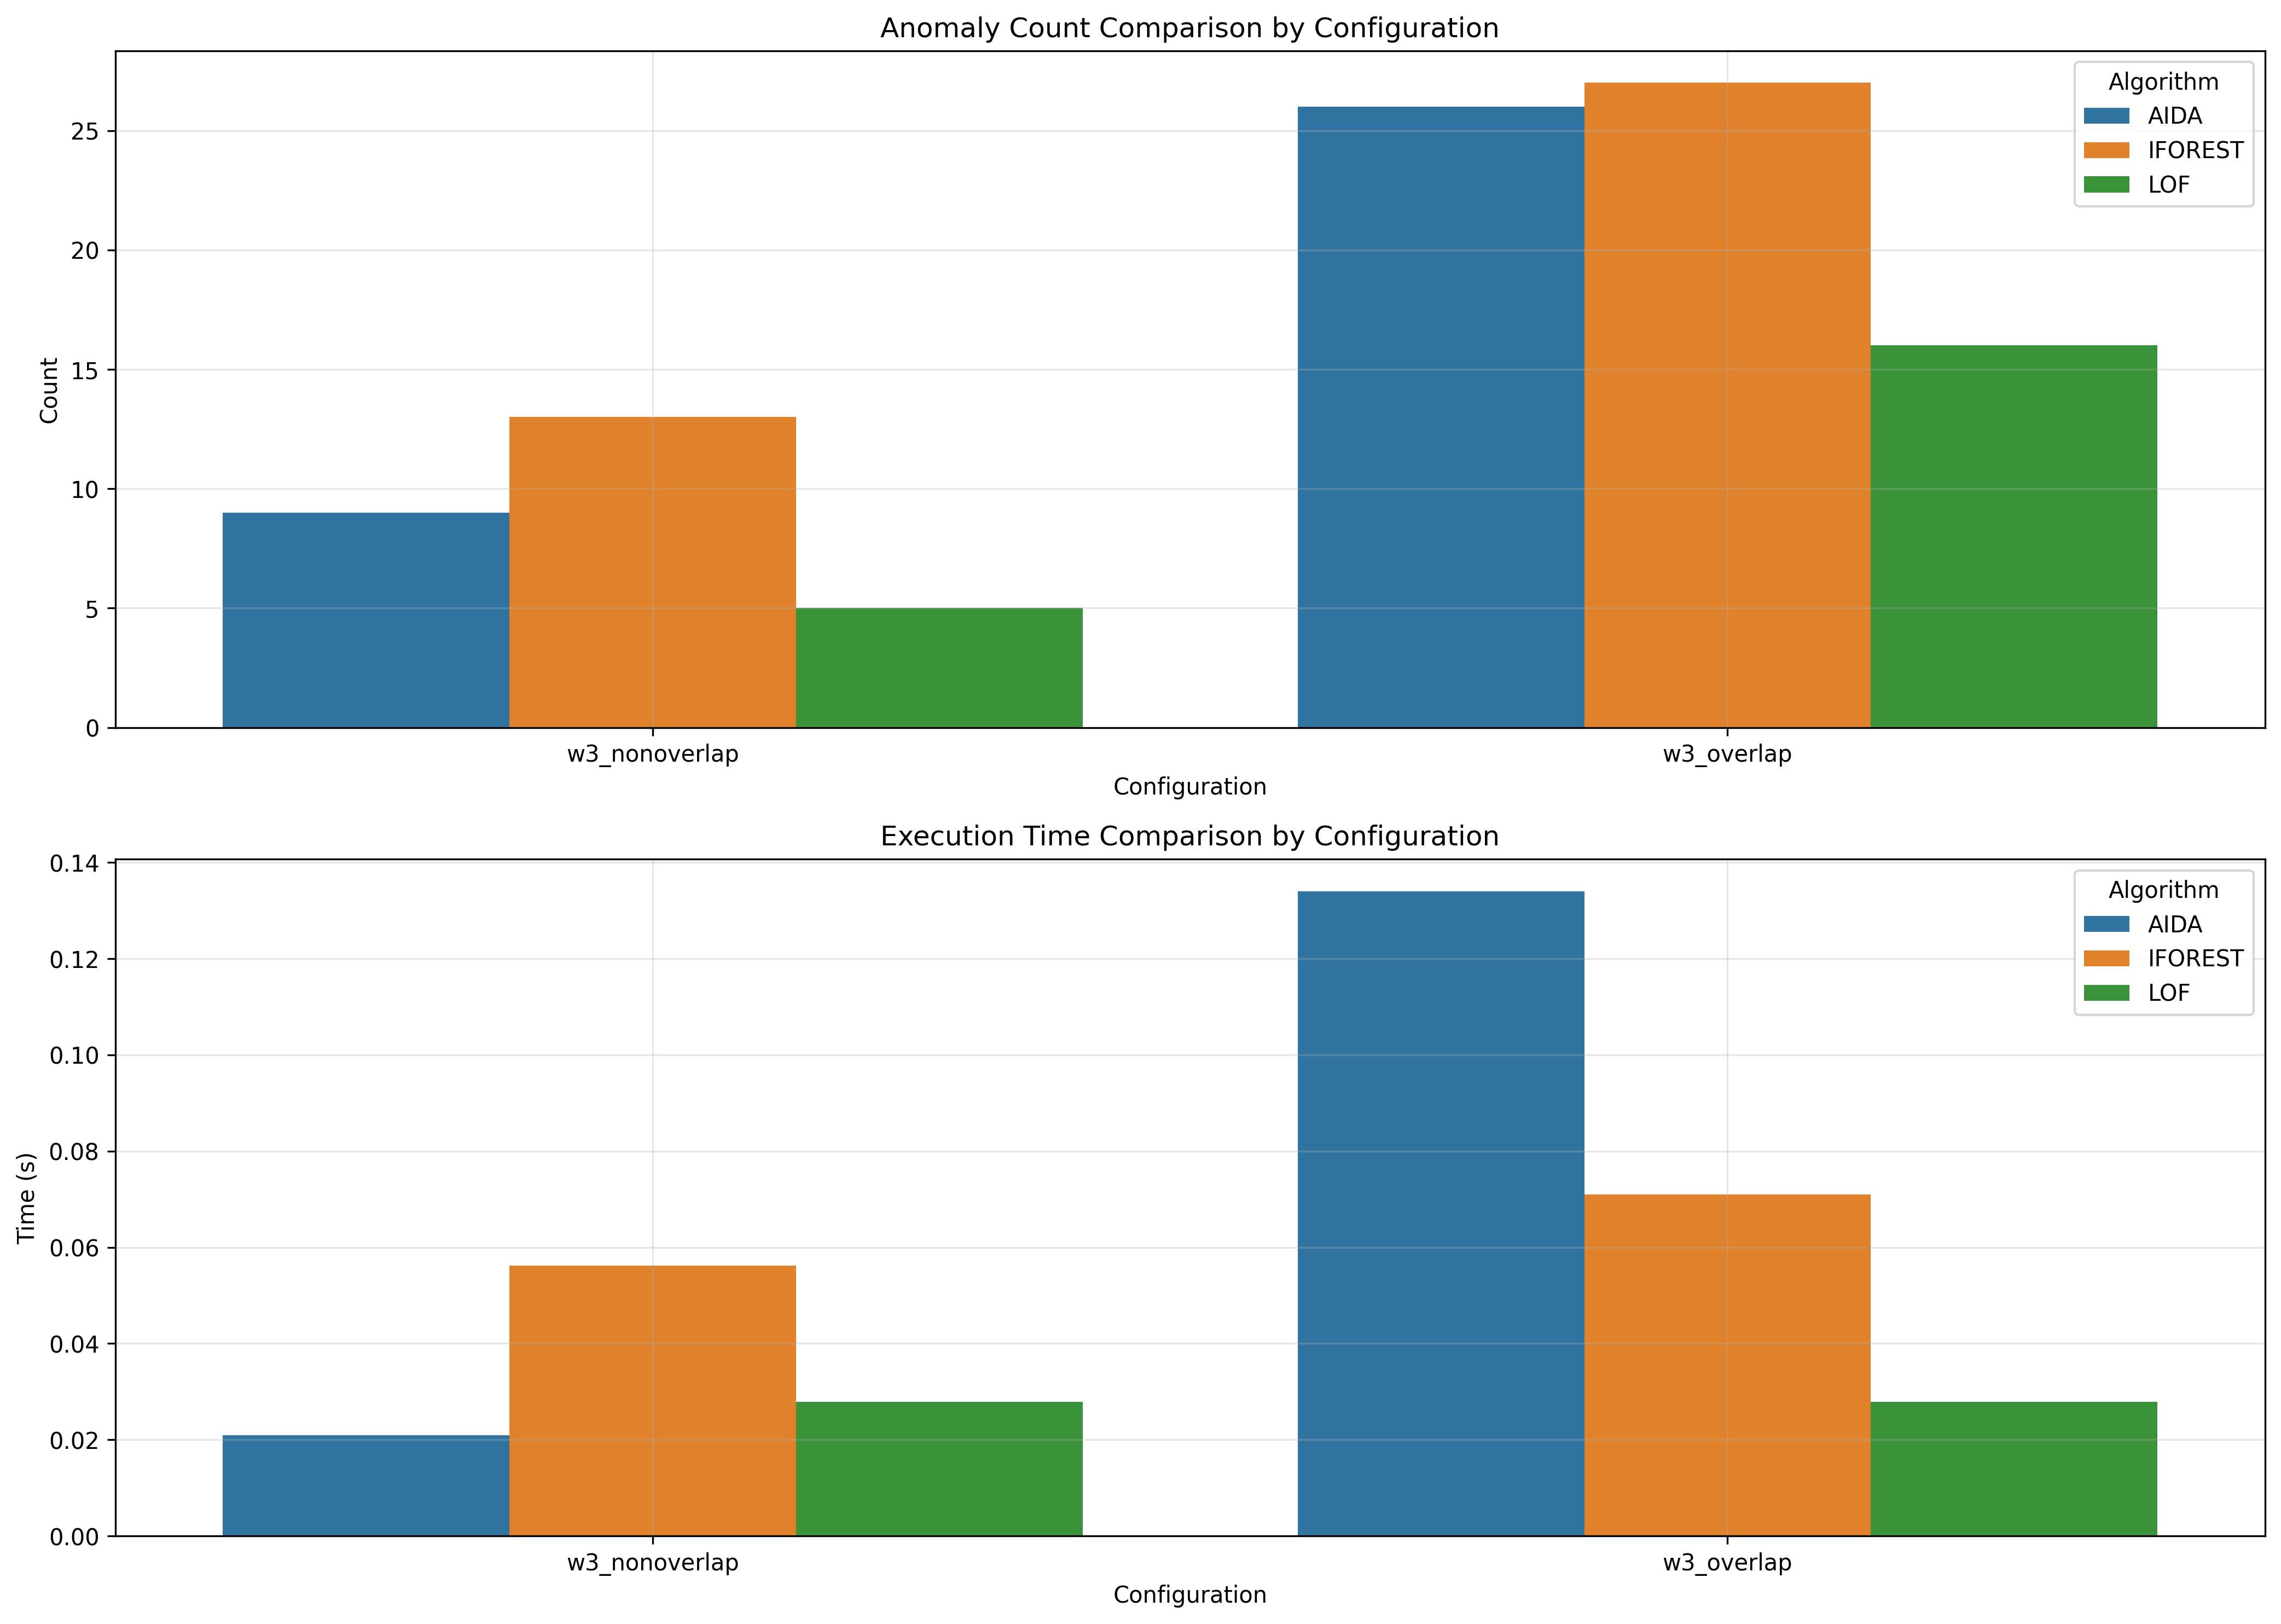 Anomaly Count Comparison by Configuration
Algorithm
AIDA
IFOREST
LOF
25
20
15
10
5
0
Count
w3_nonoverlap
w3_overlap
Configuration
Execution Time Comparison by Configuration
Algorithm
AIDA
IFOREST
LOF
0.14
0.12
0.10
0.08
0.06
0.04
0.02
0.00
Time (s)
w3_nonoverlap
w3_overlap
Configuration